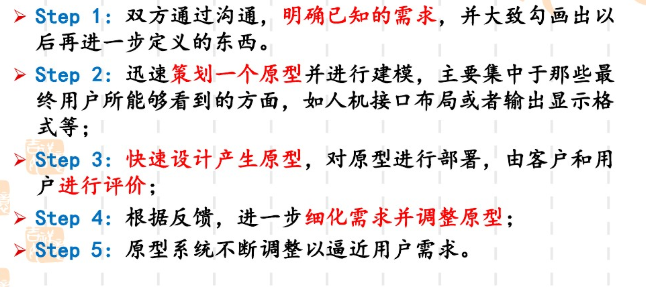 Step 1: 双方通过沟通，明确已知的需求，并大致勾画出以
后再进一步定义的东西。
Step 2: 迅速策划一个原型并进行建模，主要集中于那些最
终用户所能够看到的方面，如人机接口布局或者输出显示格
式等；
Step 3: 快速设计产生原型，对原型进行部署，由客户和用
户进行评价；
Step 4: 根据反馈，进一步细化需求并调整原型；
Step 5: 原型系统不断调整以逼近用户需求。